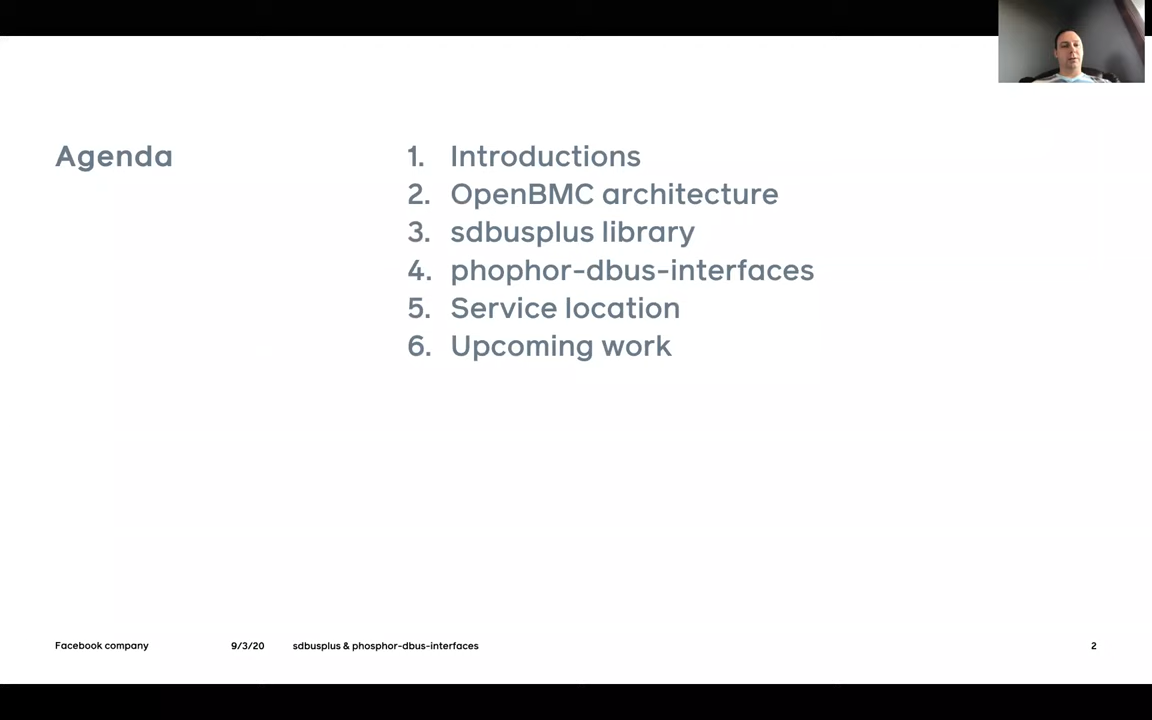 Agenda
1. Introductions
2. OpenBMC architecture
3. sdbusplus library
4. phophor-dbus-interfaces
5. Service location
6. Upcoming work
Facebook company 9/3/20 sdbusplus & phosphor-dbus-interfaces 2